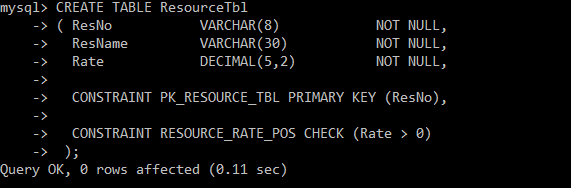 mysql> CREATE TABLE ResourceTbl
    -> ( ResNo           VARCHAR(8)            NOT NULL,
    ->   ResName         VARCHAR(30)           NOT NULL,
    ->   Rate            DECIMAL(5,2)          NOT NULL,
    ->
    ->   CONSTRAINT PK_RESOURCE_TBL PRIMARY KEY (ResNo),
    ->
    ->   CONSTRAINT RESOURCE_RATE_POS CHECK (Rate > 0)
    ->  );
Query OK, 0 rows affected (0.11 sec)